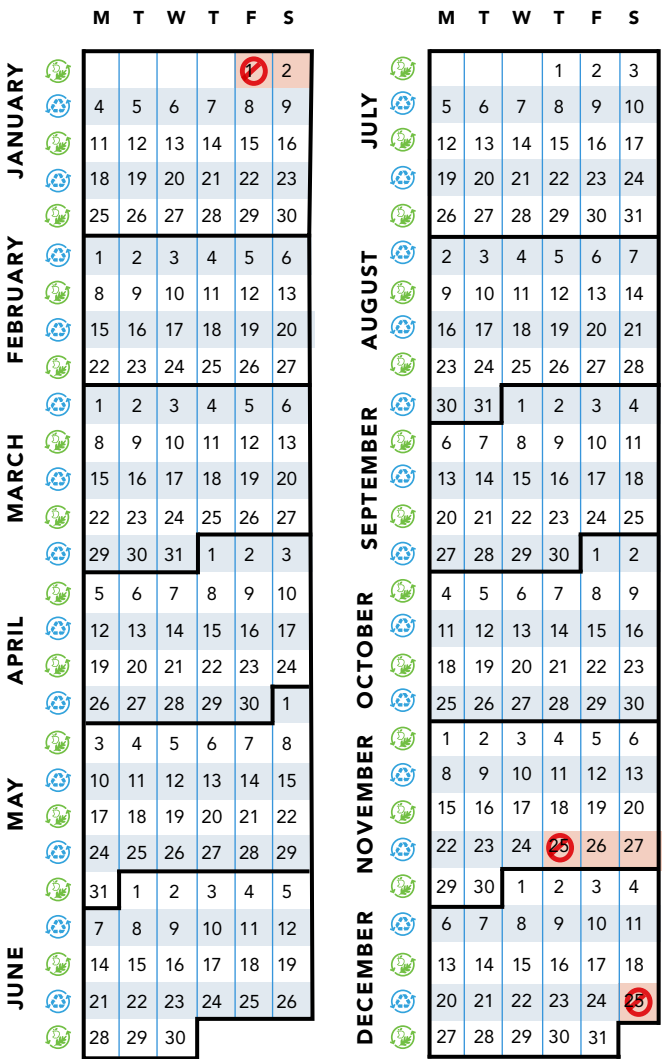 M T W T F S
JANUARY
1 2
4 5 6 7 8 9
11 12 13 14 15 16
18 19 20 21 22 23
25 26 27 28 29 30
FEBRUARY
1 2 3 4 5 6
8 9 10 11 12 13
15 16 17 18 19 20
22 23 24 25 26 27
MARCH
1 2 3 4 5 6
8 9 10 11 12 13
15 16 17 18 19 20
22 23 24 25 26 27
29 30 31 1 2 3
APRIL
5 6 7 8 9 10
12 13 14 15 16 17
19 20 21 22 23 24
26 27 28 29 30 1
MAY
3 4 5 6 7 8
10 11 12 13 14 15
17 18 19 20 21 22
24 25 26 27 28 29
31 1 2 3 4 5
JUNE
7 8 9 10 11 12
14 15 16 17 18 19
21 22 23 24 25 26
28 29 30
M T W T F S
JULY
1 2 3
5 6 7 8 9 10
12 13 14 15 16 17
19 20 21 22 23 24
26 27 28 29 30 31
AUGUST
2 3 4 5 6 7
9 10 11 12 13 14
16 17 18 19 20 21
23 24 25 26 27 28
30 31 1 2 3 4
SEPTEMBER
6 7 8 9 10 11
13 14 15 16 17 18
20 21 22 23 24 25
27 28 29 30 1 2
OCTOBER
4 5 6 7 8 9
11 12 13 14 15 16
18 19 20 21 22 23
25 26 27 28 29 30
NOVEMBER
1 2 3 4 5 6
8 9 10 11 12 13
15 16 17 18 19 20
22 23 24 25 26 27
29 30 1 2 3 4
DECEMBER
6 7 8 9 10 11
13 14 15 16 17 18
20 21 22 23 24 25
27 28 29 30 31